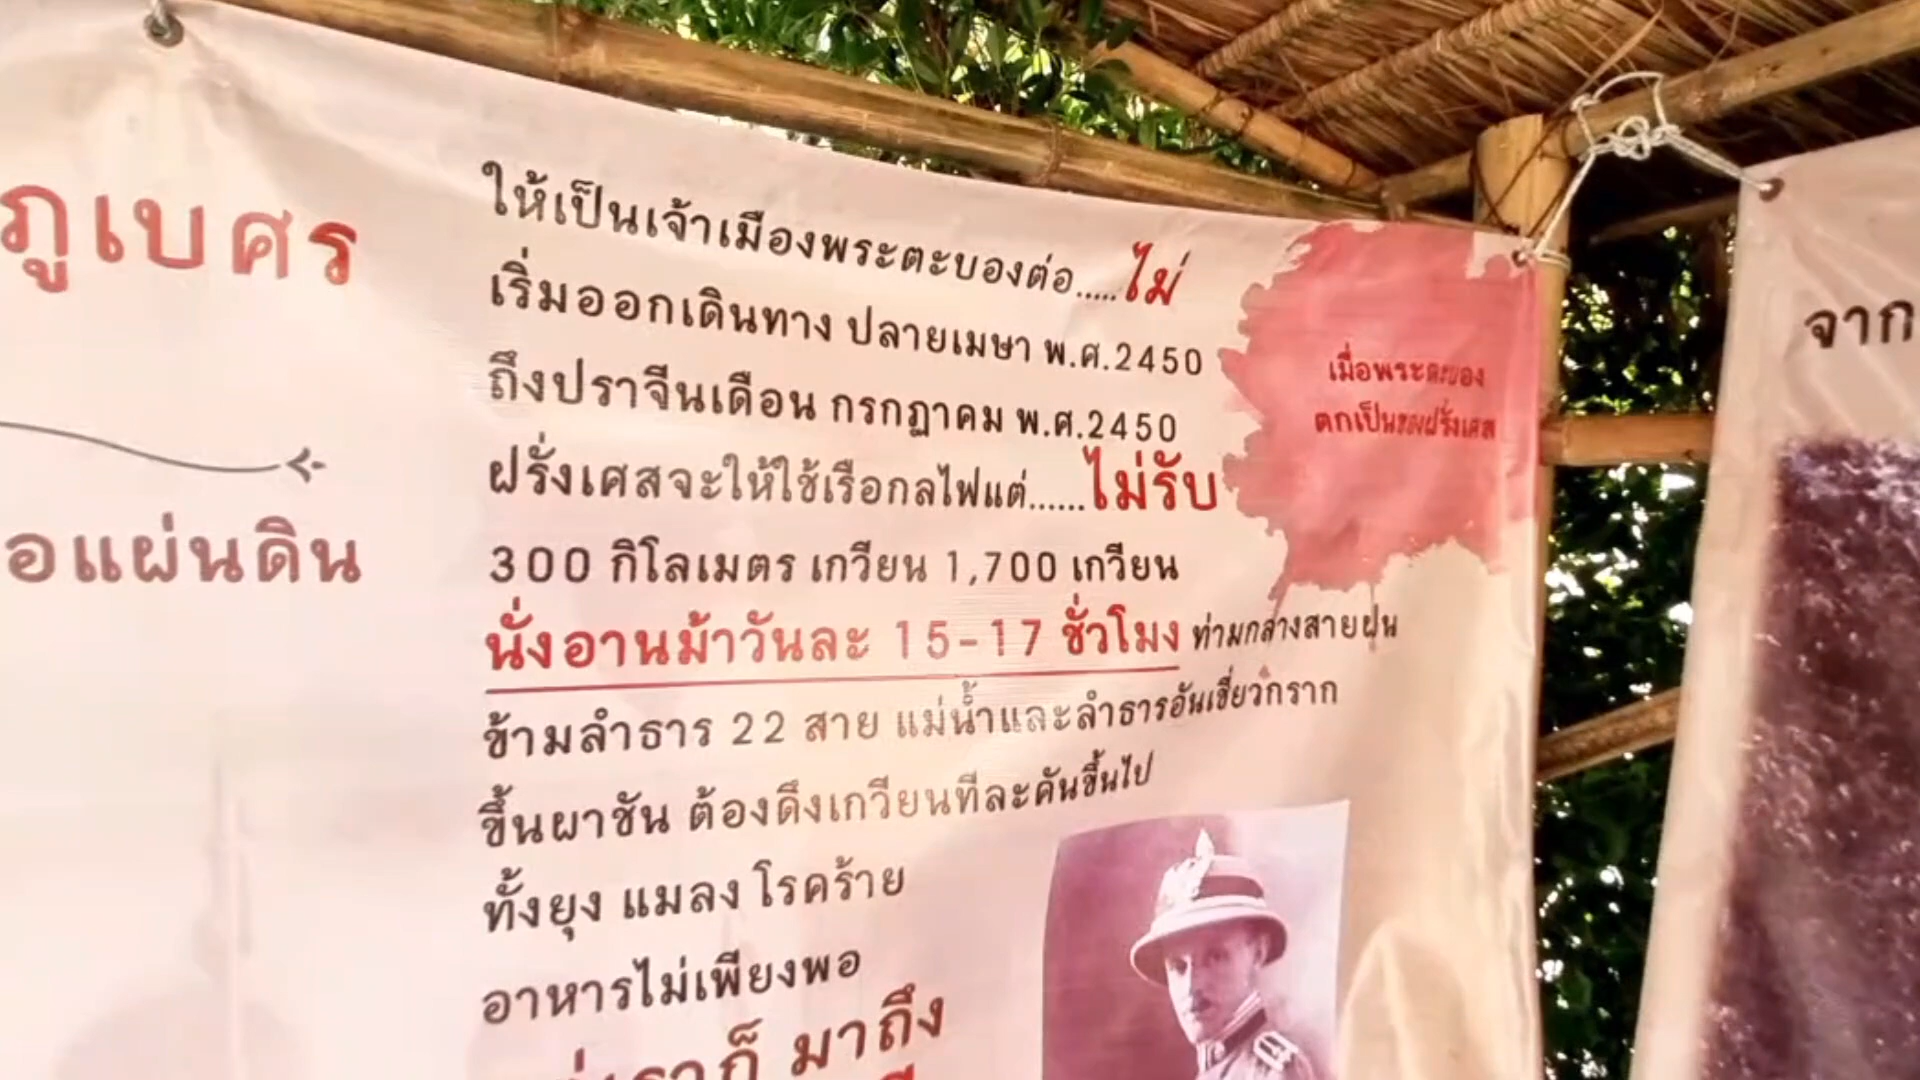 ภูเบศร
อแผ่นดิน
ให้เป็นเจ้าเมืองพระตะบองต่อ.....ไม่
เริ่มออกเดินทาง ปลายเมษา พ.ศ.2450
ถึงปราจีนเดือน กรกฎาคม พ.ศ.2450
ฝรั่งเศสจะให้ใช้เรือกลไฟแต่......ไม่รับ
300 กิโลเมตร เกวียน 1,700 เกวียน
นั่งอานม้าวันละ 15-17 ชั่วโมง ท่ามกลางสายฝน
ข้ามลำธาร 22 สาย แม่น้ำและลำธารอันเชี่ยวกราก
ขึ้นผาชัน ต้องดึงเกวียนทีละคันขึ้นไป
ทั้งยุง แมลง โรคร้าย
อาหารไม่เพียงพอ
ก็ มาถึง
เมื่อพระตะบอง
ตกเป็นของฝรั่งเศส
จาก